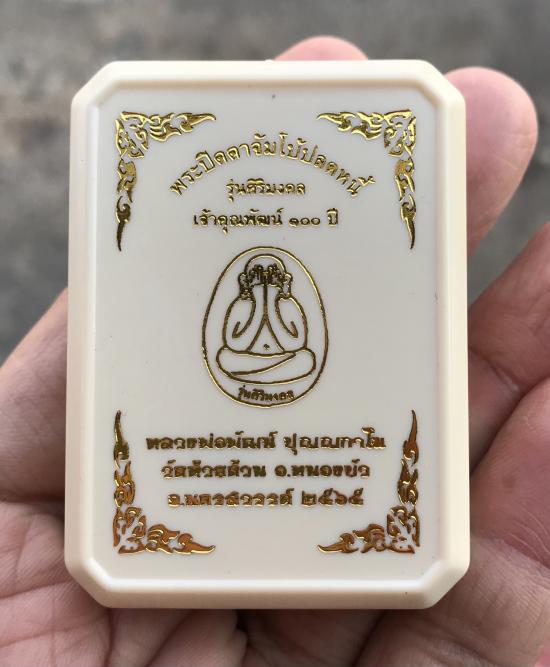 พระปิดตาจัมโบ้ปลดหนี้
รุ่นศิริมงคล
เจ้าคุณพัฒน์ ๑๐๐ ปี
รุ่นศิริมงคล
หลวงพ่อพัฒน์ ปุญญกาโม
วัดห้วยด้วน อ.หนองบัว
จ.นครสวรรค์ ๒๕๖๕